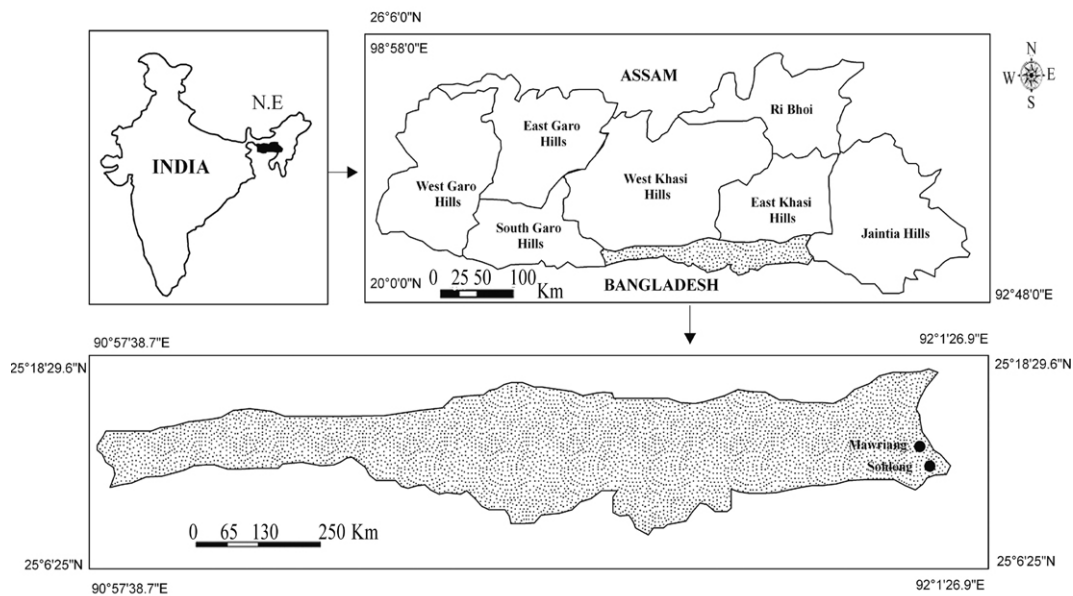 N.E
INDIA
26°6'0"N
98°58'0"E
ASSAM
N
W E
S
Ri Bhoi
East Garo
Hills
West Garo
Hills
West Khasi
Hills
East Khasi
Hills
South Garo
Hills
Jaintia Hills
0 25 50 100
Km
20°0'0"N
BANGLADESH
92°48'0"E
90°57'38.7"E
92°1'26.9"E
25°18'29.6"N
25°18'29.6"N
Mawriang
Sohlong
0 65 130 250 Km
25°6'25"N
25°6'25"N
90°57'38.7"E
92°1'26.9"E